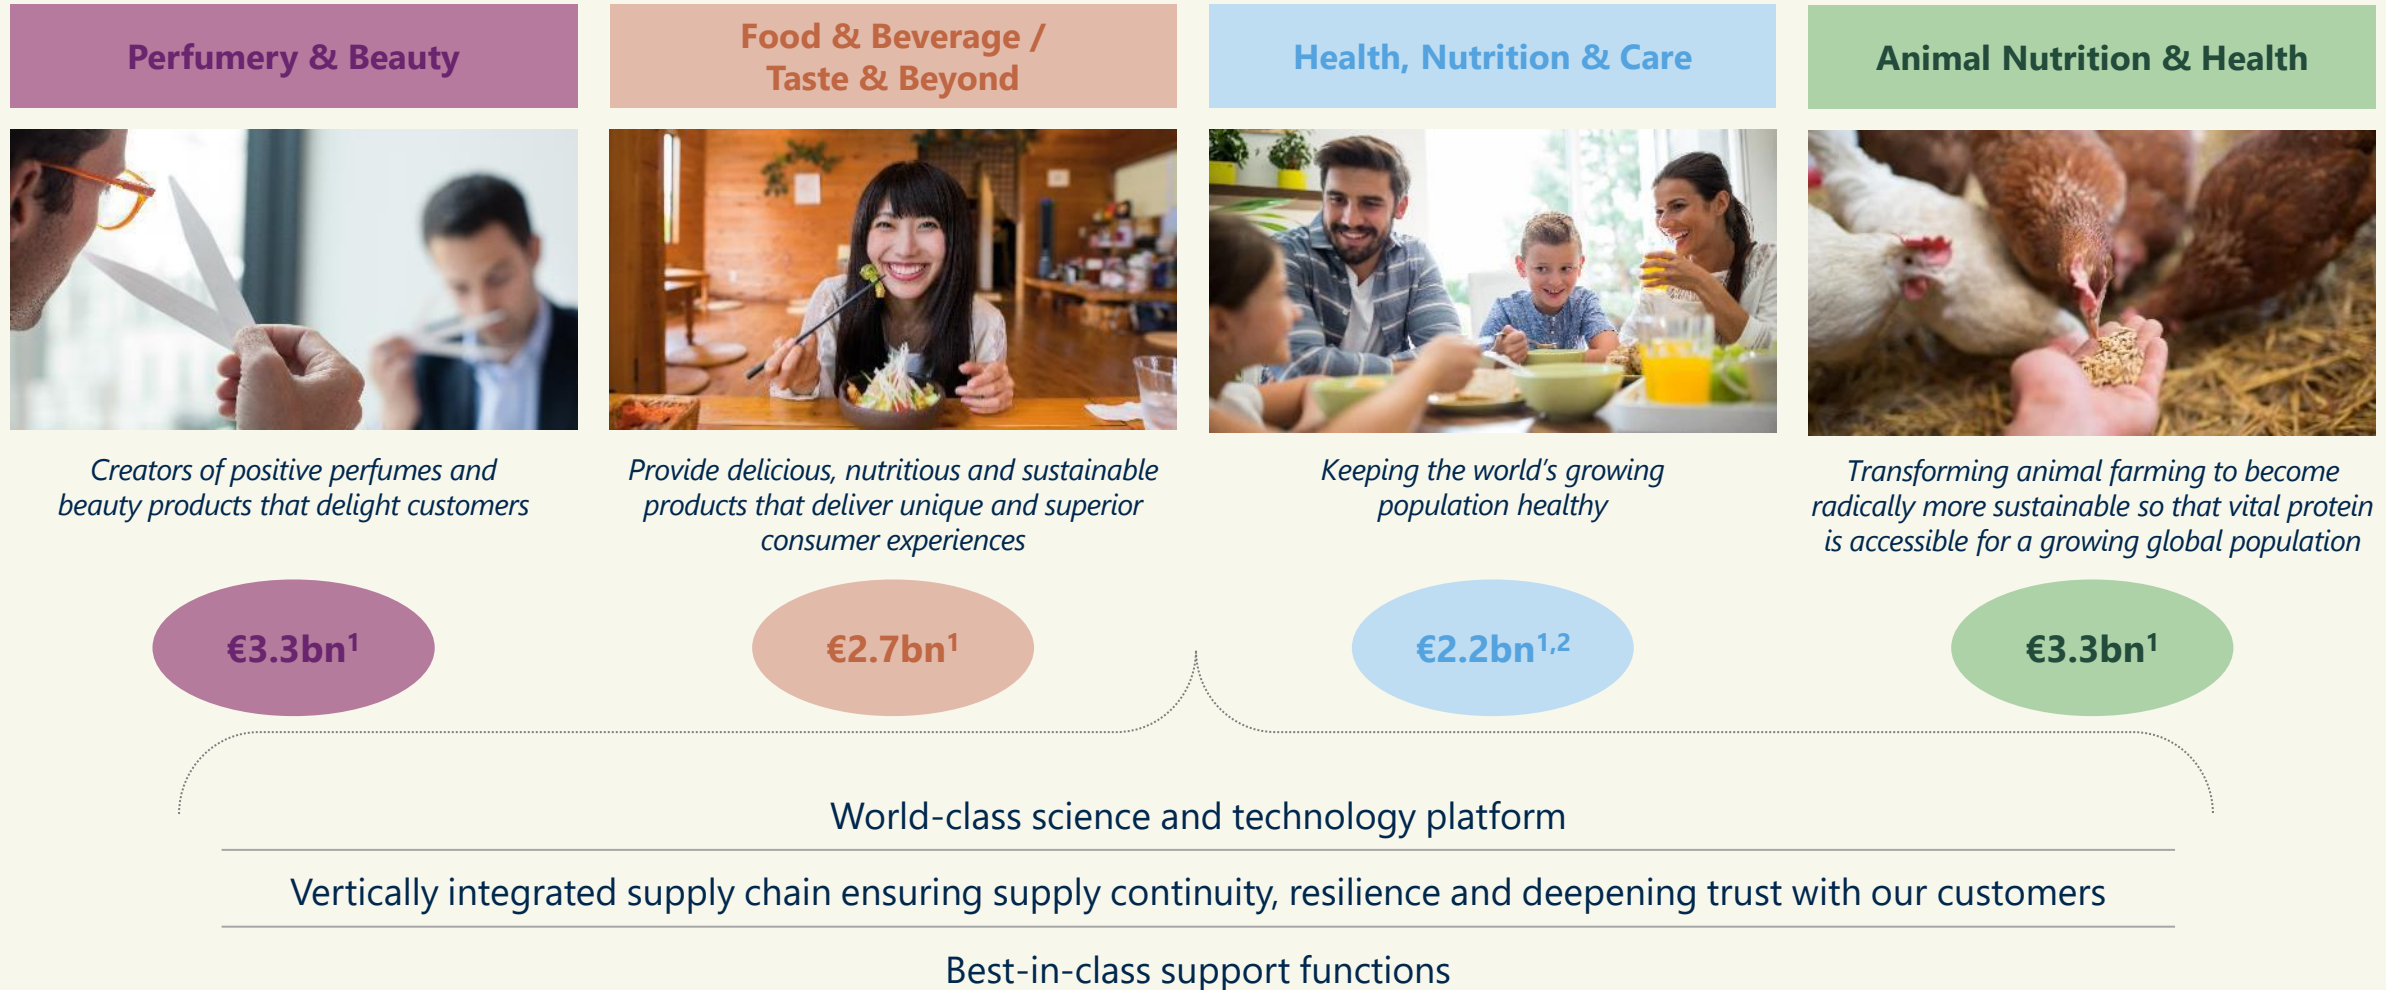 Perfumery & Beauty
Food & Beverage /
Taste & Beyond
Health, Nutrition & Care
Animal Nutrition & Health
Creators of positive perfumes and
beauty products that delight customers
Provide delicious, nutritious and sustainable
products that deliver unique and superior
consumer experiences
Keeping the world’s growing
population healthy
Transforming animal farming to become
radically more sustainable so that vital protein
is accessible for a growing global population
€3.3bn¹
€2.7bn¹
€2.2bn¹,²
€3.3bn¹
World-class science and technology platform
Vertically integrated supply chain ensuring supply continuity, resilience and deepening trust with our customers
Best-in-class support functions